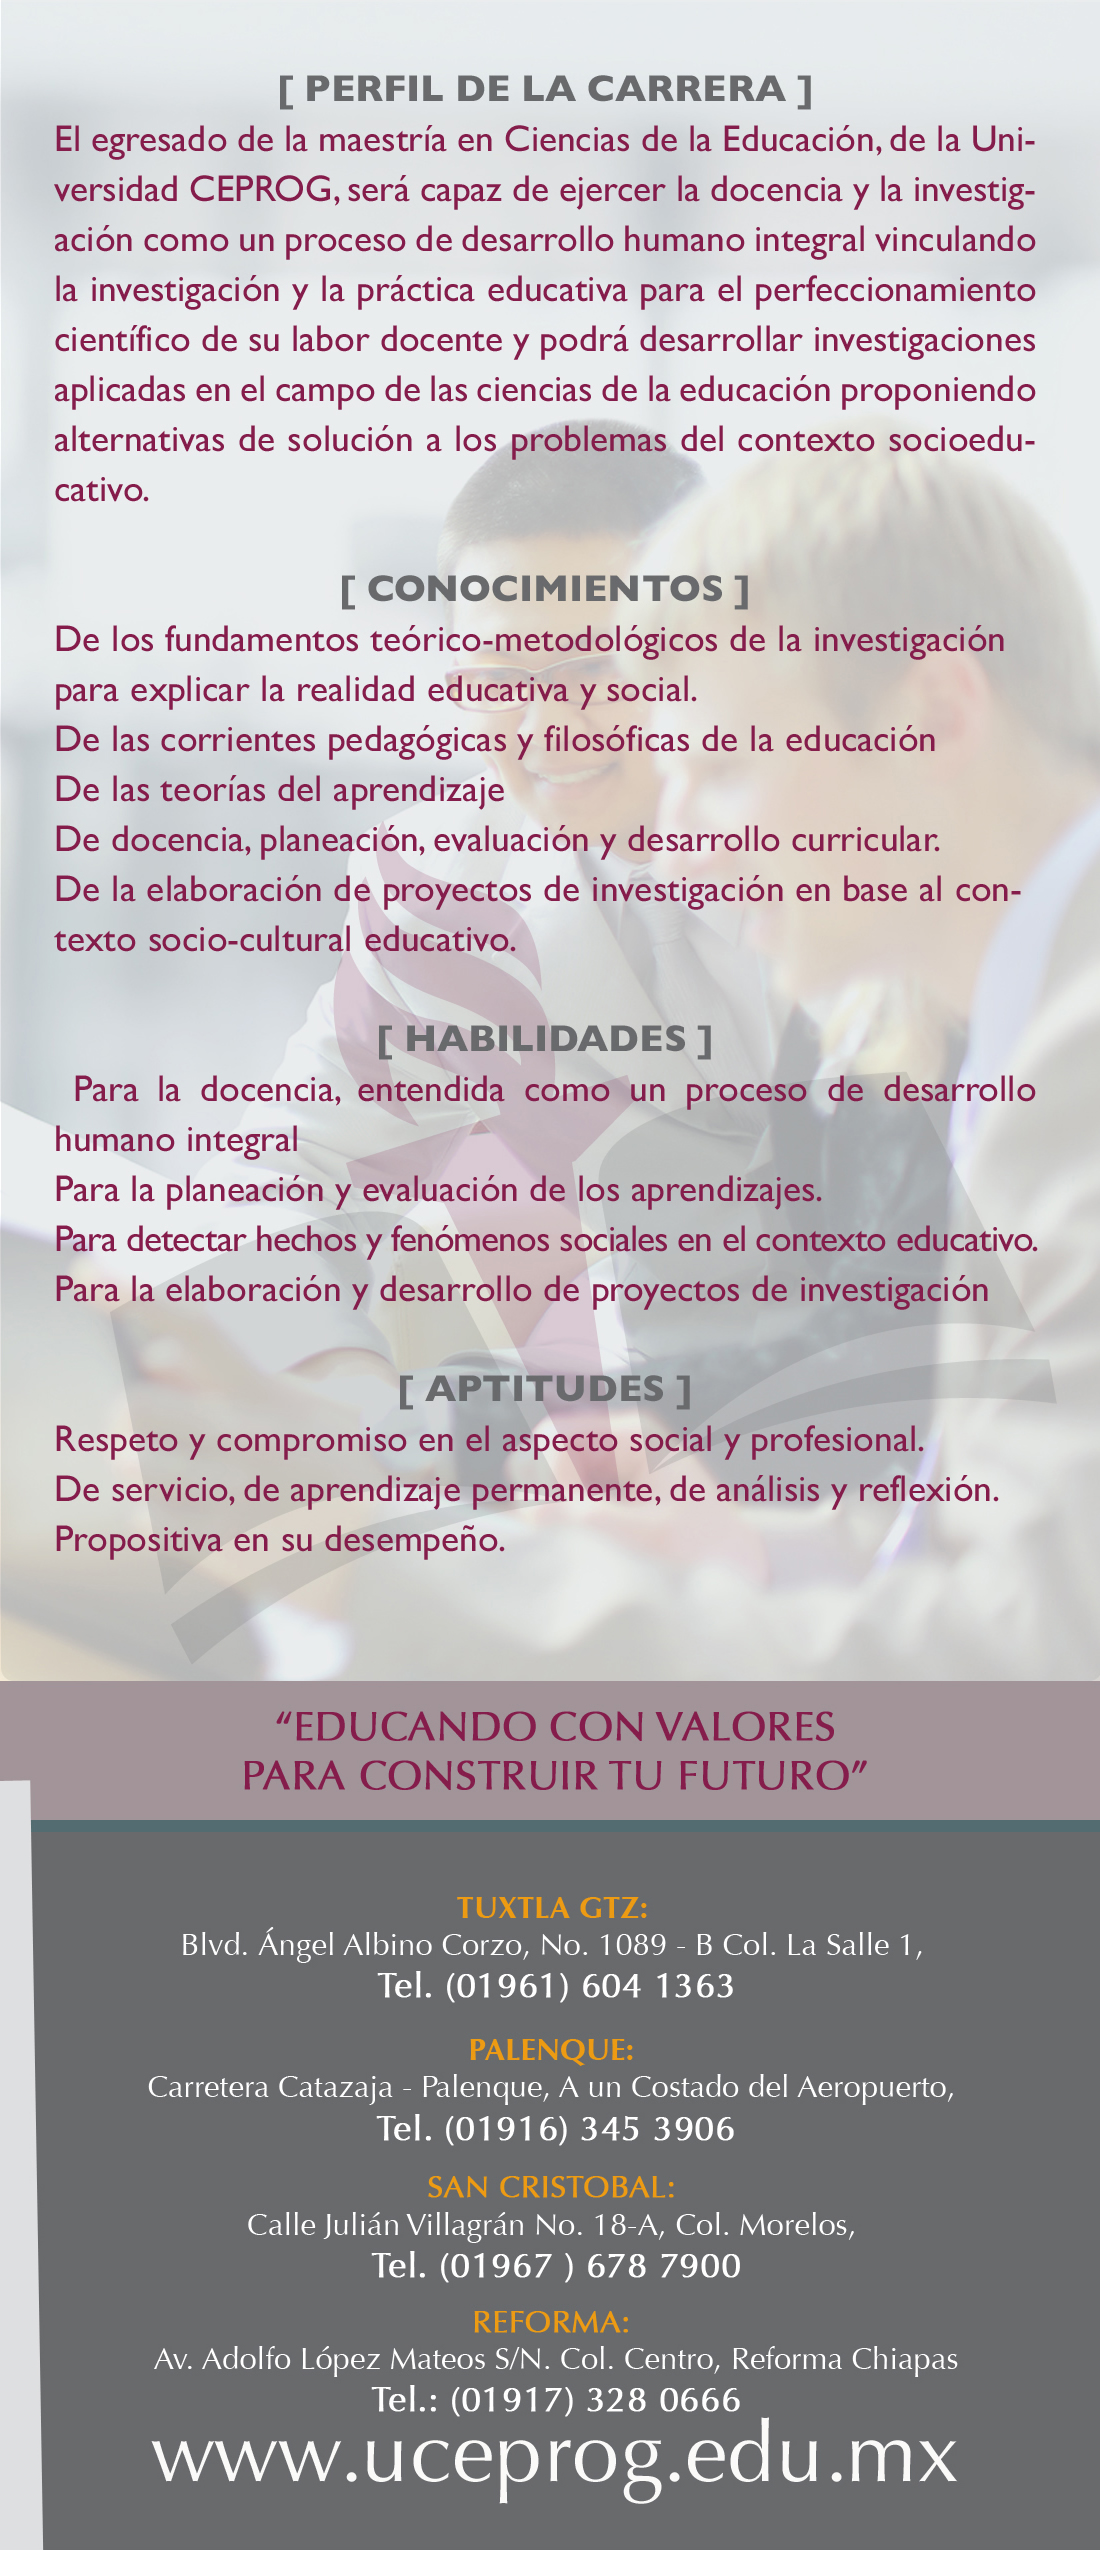 [ PERFIL DE LA CARRERA ]
El egresado de la maestría en Ciencias de la Educación, de la Uni-
versidad CEPROG, será capaz de ejercer la docencia y la investig-
ación como un proceso de desarrollo humano integral vinculando
la investigación y la práctica educativa para el perfeccionamiento
científico de su labor docente y podrá desarrollar investigaciones
aplicadas en el campo de las ciencias de la educación proponiendo
alternativas de solución a los problemas del contexto socioedu-
cativo.
[ CONOCIMIENTOS ]
De los fundamentos teórico-metodológicos de la investigación
para explicar la realidad educativa y social.
De las corrientes pedagógicas y filosóficas de la educación
De las teorías del aprendizaje
De docencia, planeación, evaluación y desarrollo curricular.
De la elaboración de proyectos de investigación en base al con-
texto socio-cultural educativo.
[ HABILIDADES ]
Para la docencia, entendida como un proceso de desarrollo
humano integral
Para la planeación y evaluación de los aprendizajes.
Para detectar hechos y fenómenos sociales en el contexto educativo.
Para la elaboración y desarrollo de proyectos de investigación
[ APTITUDES ]
Respeto y compromiso en el aspecto social y profesional.
De servicio, de aprendizaje permanente, de análisis y reflexión.
Propositiva en su desempeño.
“EDUCANDO CON VALORES
PARA CONSTRUIR TU FUTURO”
TUXTLA GTZ:
Blvd. Ángel Albino Corzo, No. 1089 - B Col. La Salle 1,
Tel. (01961) 604 1363
PALENQUE:
Carretera Catazaja - Palenque, A un Costado del Aeropuerto,
Tel. (01916) 345 3906
SAN CRISTOBAL:
Calle Julián Villagrán No. 18-A, Col. Morelos,
Tel. (01967 ) 678 7900
REFORMA:
Av. Adolfo López Mateos S/N. Col. Centro, Reforma Chiapas
Tel.: (01917) 328 0666
www.uceprog.edu.mx